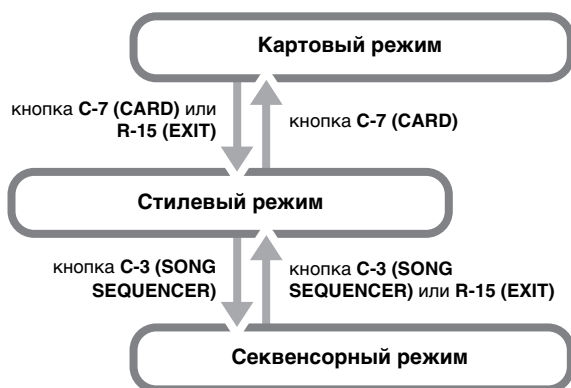 Картовый режим
кнопка C-7 (CARD) или
R-15 (EXIT)
кнопка C-7 (CARD)
Стилевый режим
кнопка C-3 (SONG
SEQUENCER)
кнопка C-3 (SONG
SEQUENCER) или R-15 (EXIT)
Секвенсорный режим